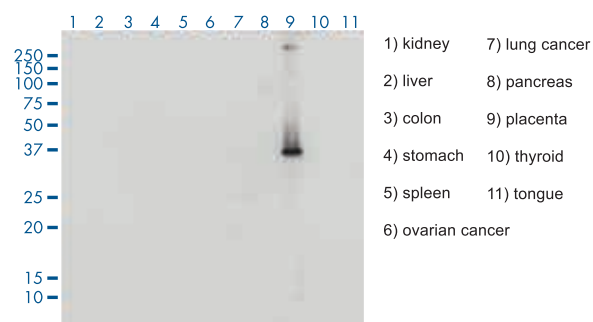 1 2 3 4 5 6 7 8 9 10 11
250
150
100
75
50
37
25
20
15
10
1) kidney
2) liver
3) colon
4) stomach
5) spleen
6) ovarian cancer
7) lung cancer
8) pancreas
9) placenta
10) thyroid
11) tongue